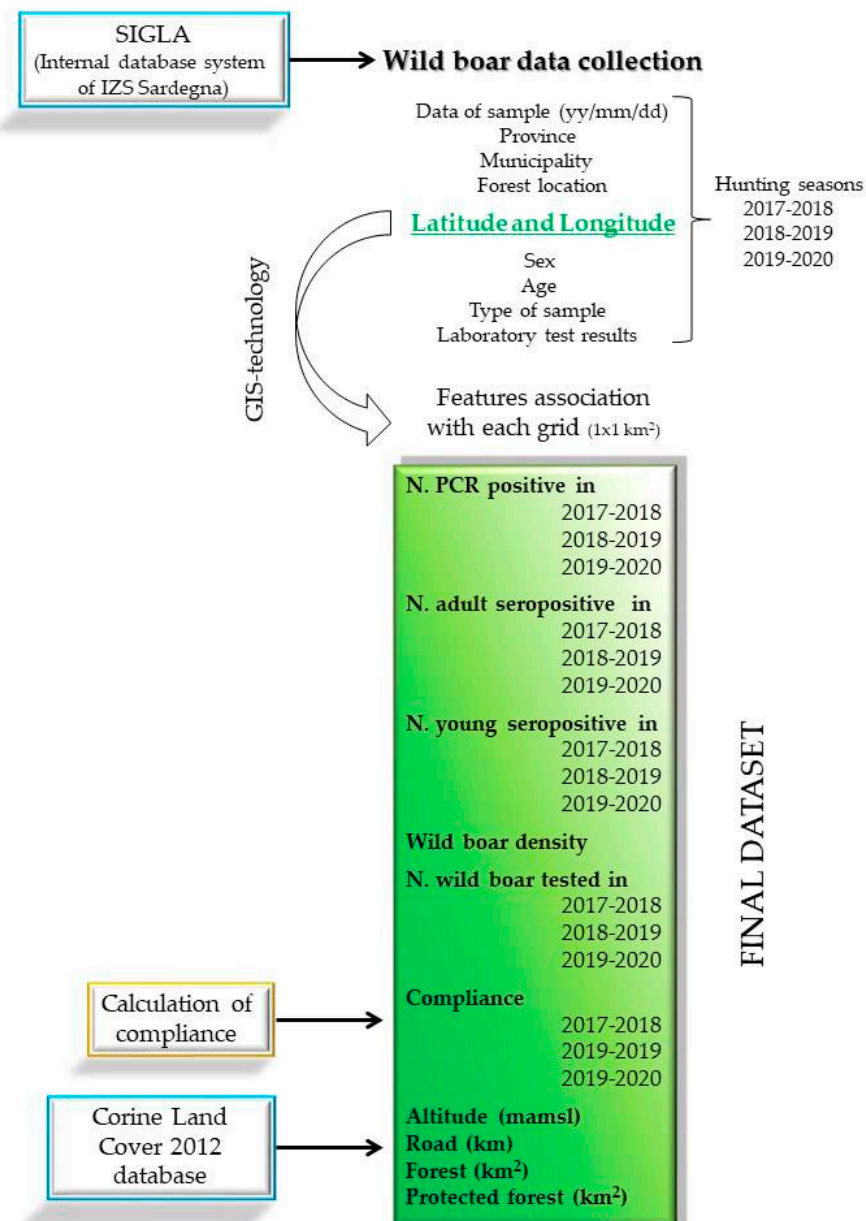 SIGLA
(Internal database system
of IZS Sardegna)
Wild boar data collection
Data of sample (yy/mm/dd)
Province
Municipality
Forest location
Latitude and Longitude
Sex
Age
Type of sample
Laboratory test results
Hunting seasons
2017-2018
2018-2019
2019-2020
GIS-technology
Features association
with each grid (1x1 km²)
N. PCR positive in
2017-2018
2018-2019
2019-2020
N. adult seropositive in
2017-2018
2018-2019
2019-2020
N. young seropositive in
2017-2018
2018-2019
2019-2020
Wild boar density
N. wild boar tested in
2017-2018
2018-2019
2019-2020
Calculation of
compliance
Compliance
2017-2018
2019-2019
2019-2020
Corine Land
Cover 2012
database
Altitude (mamsl)
Road (km)
Forest (km²)
Protected forest (km²)
FINAL DATASET